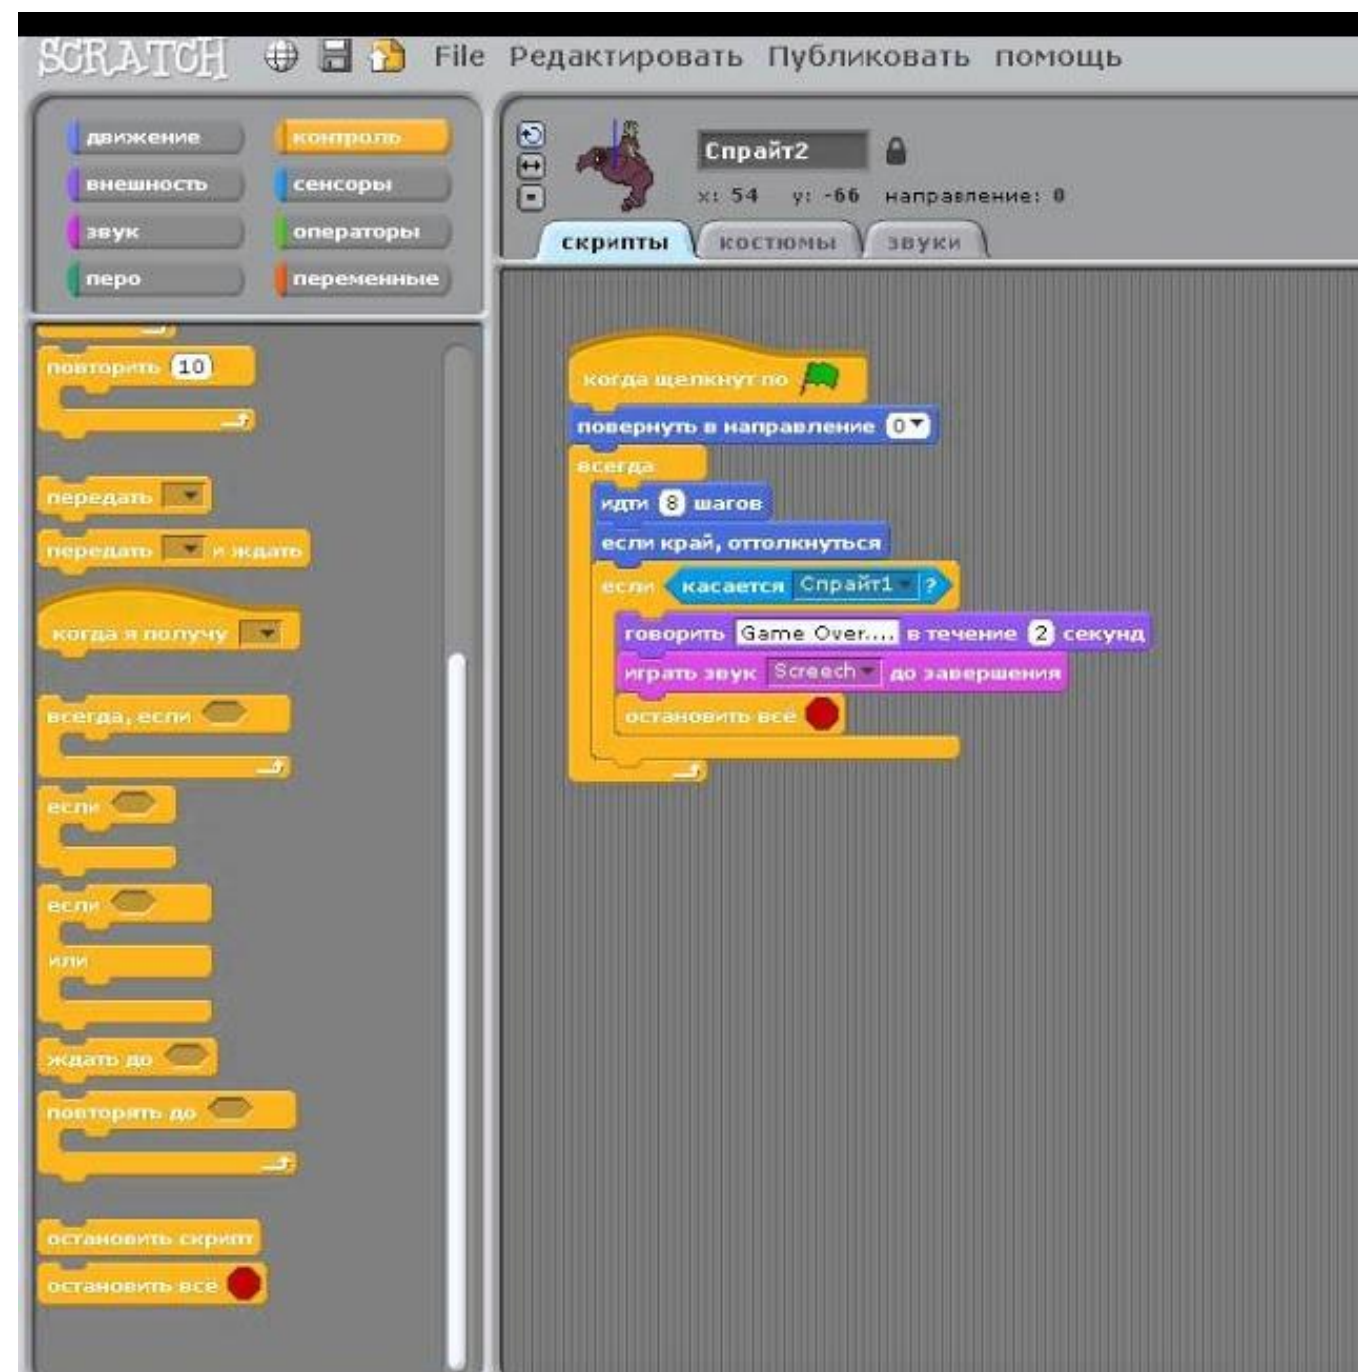 SCRATCH File Редактировать Публиковать помощь
движение контроль
внешность сенсоры
звук операторы
перо переменные
Спрайт2
x: 54 y: -66 направление: 0
скрипты костюмы звуки
повторить 10
передать
передать и ждать
когда я получу
всегда, если
если
если
или
ждать до
повторять до
остановить скрипт
остановить всё
когда щелкнут по
повернуть в направление 0
всегда
идти 8 шагов
если край, оттолкнуться
если касается Спрайт1 ?
говорить Game Over.... в течение 2 секунд
играть звук Screech до завершения
остановить всё